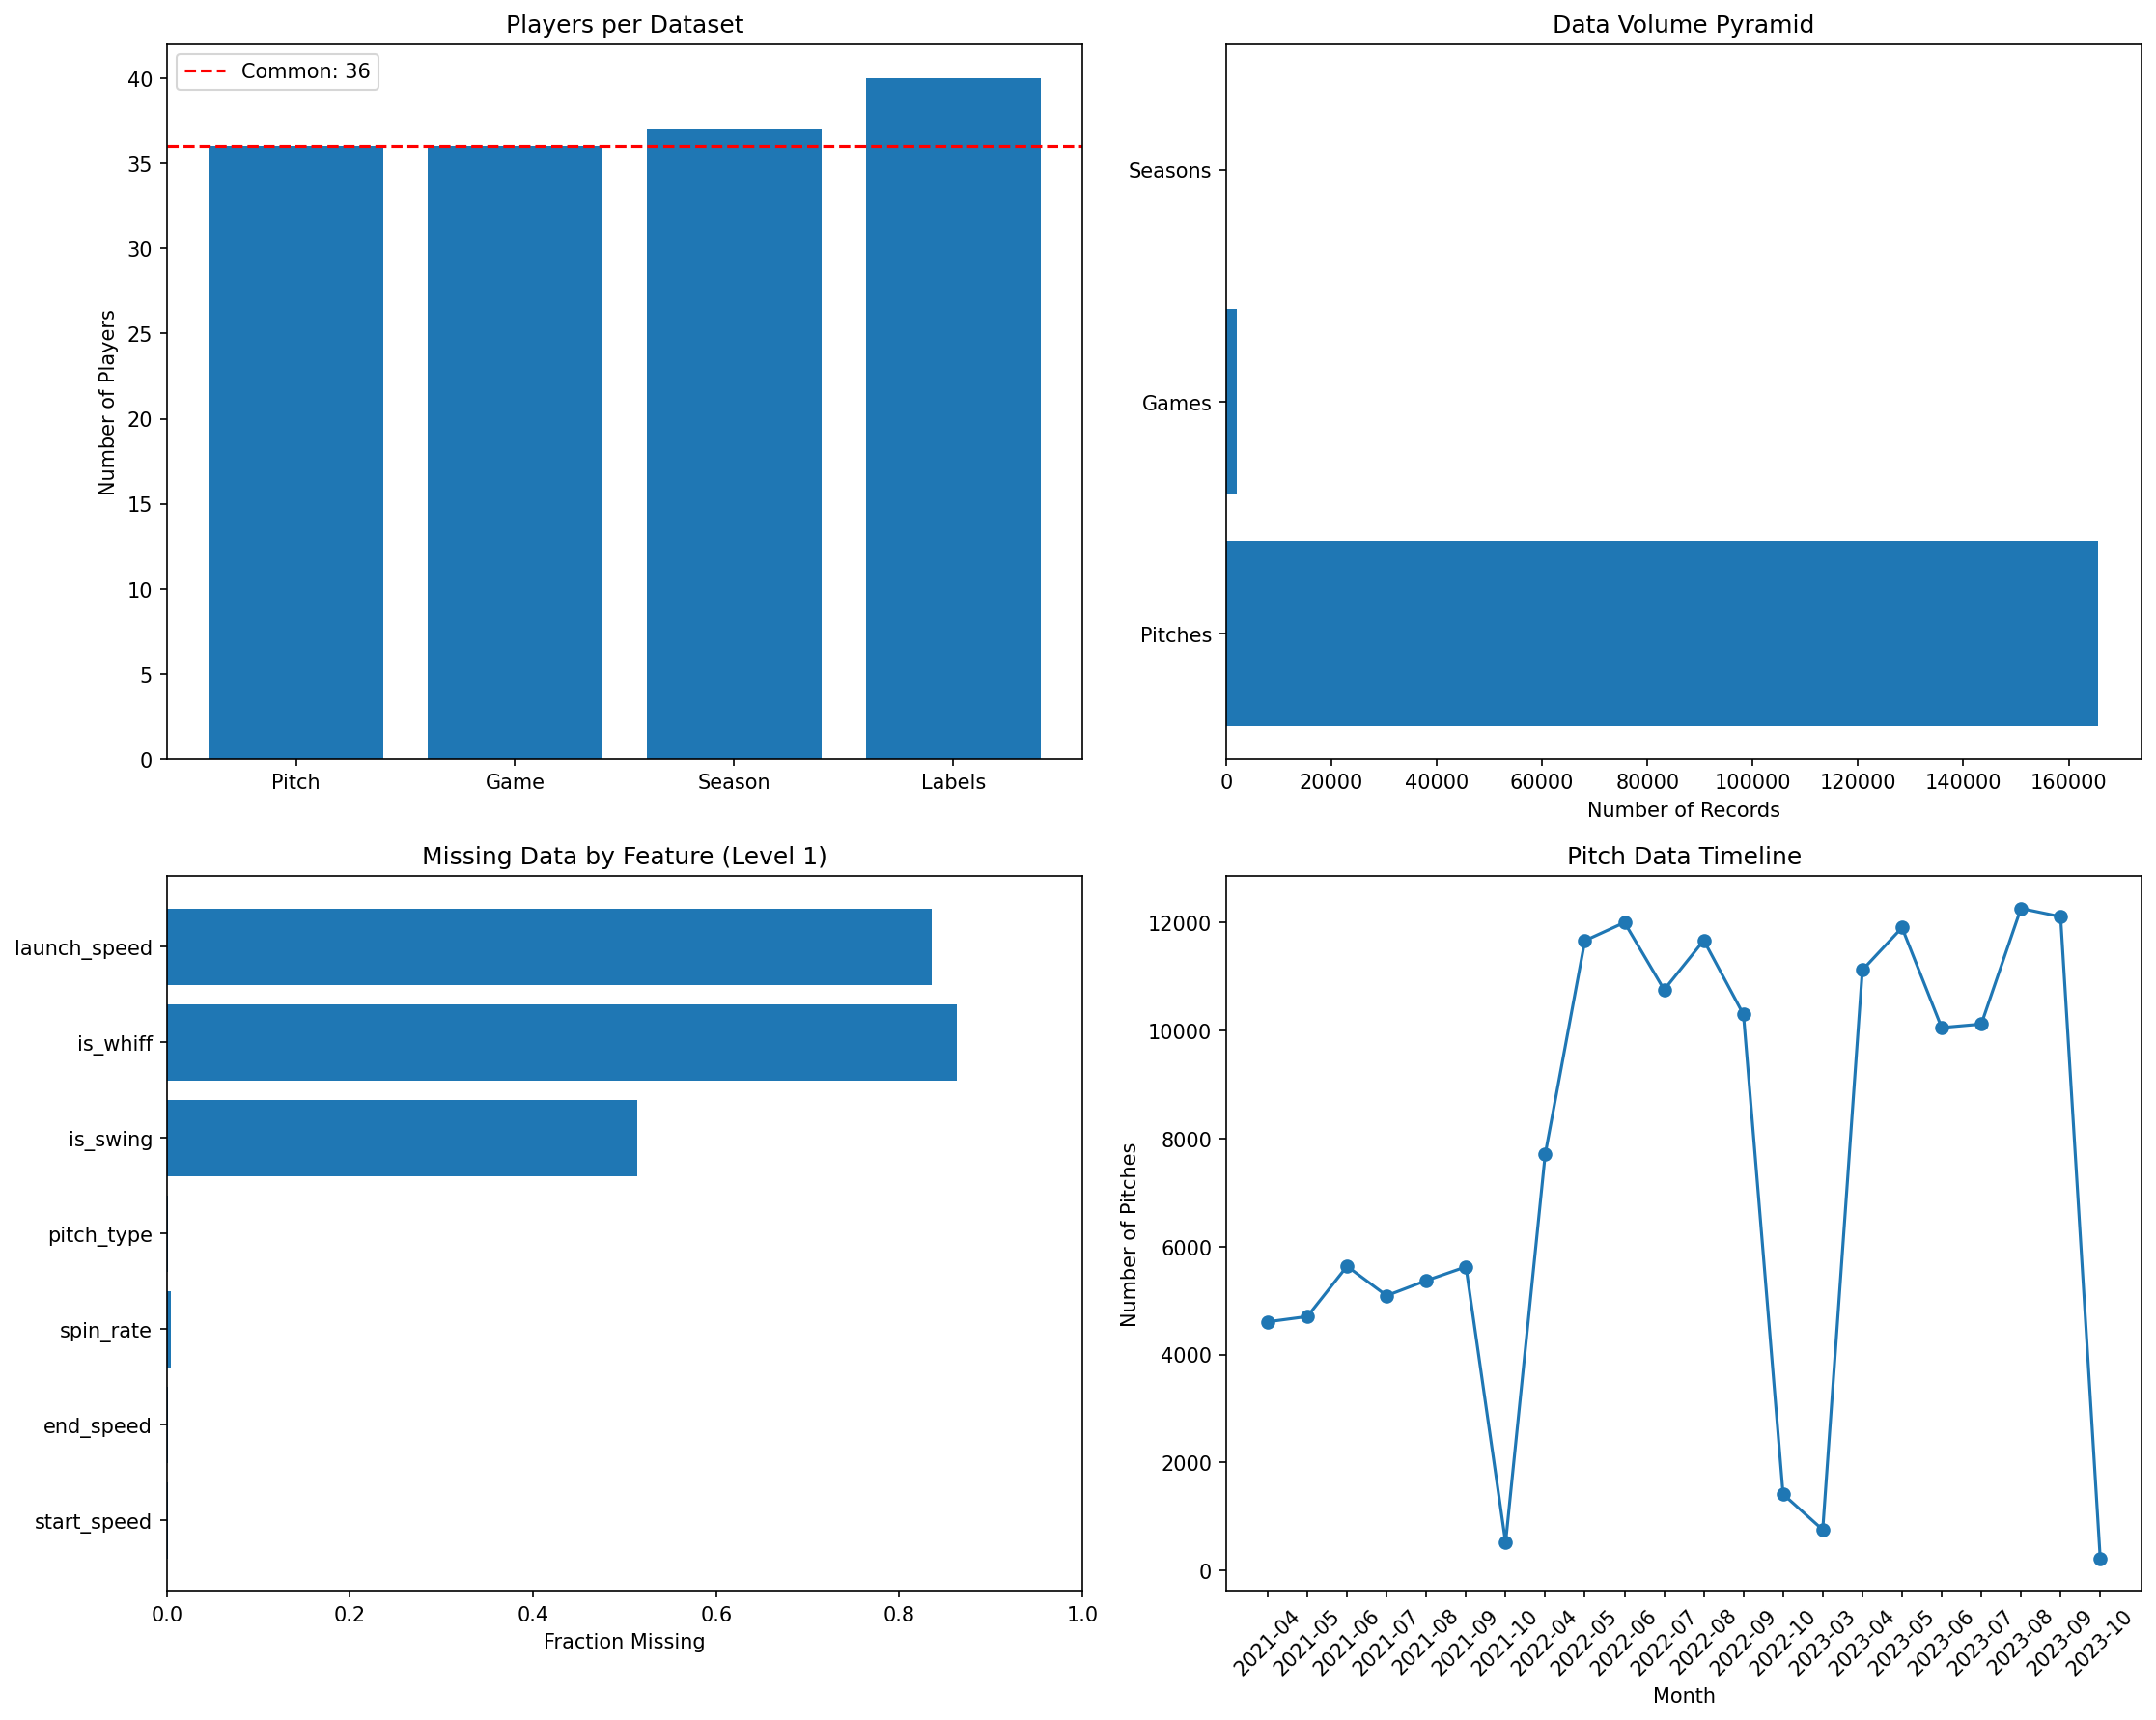 Players per Dataset
Common: 36
40
35
30
25
20
15
10
5
0
Number of Players
Pitch Game Season Labels
Data Volume Pyramid
Seasons
Games
Pitches
0 20000 40000 60000 80000 100000 120000 140000 160000
Number of Records
Missing Data by Feature (Level 1)
launch_speed
is_whiff
is_swing
pitch_type
spin_rate
end_speed
start_speed
0.0 0.2 0.4 0.6 0.8 1.0
Fraction Missing
Pitch Data Timeline
12000
10000
8000
6000
4000
2000
0
Number of Pitches
2021-04 2021-05 2021-06 2021-07 2021-08 2021-09 2021-10 2022-04 2022-05 2022-06 2022-07 2022-08 2022-09 2022-10 2023-03 2023-04 2023-05 2023-06 2023-07 2023-08 2023-09 2023-10
Month